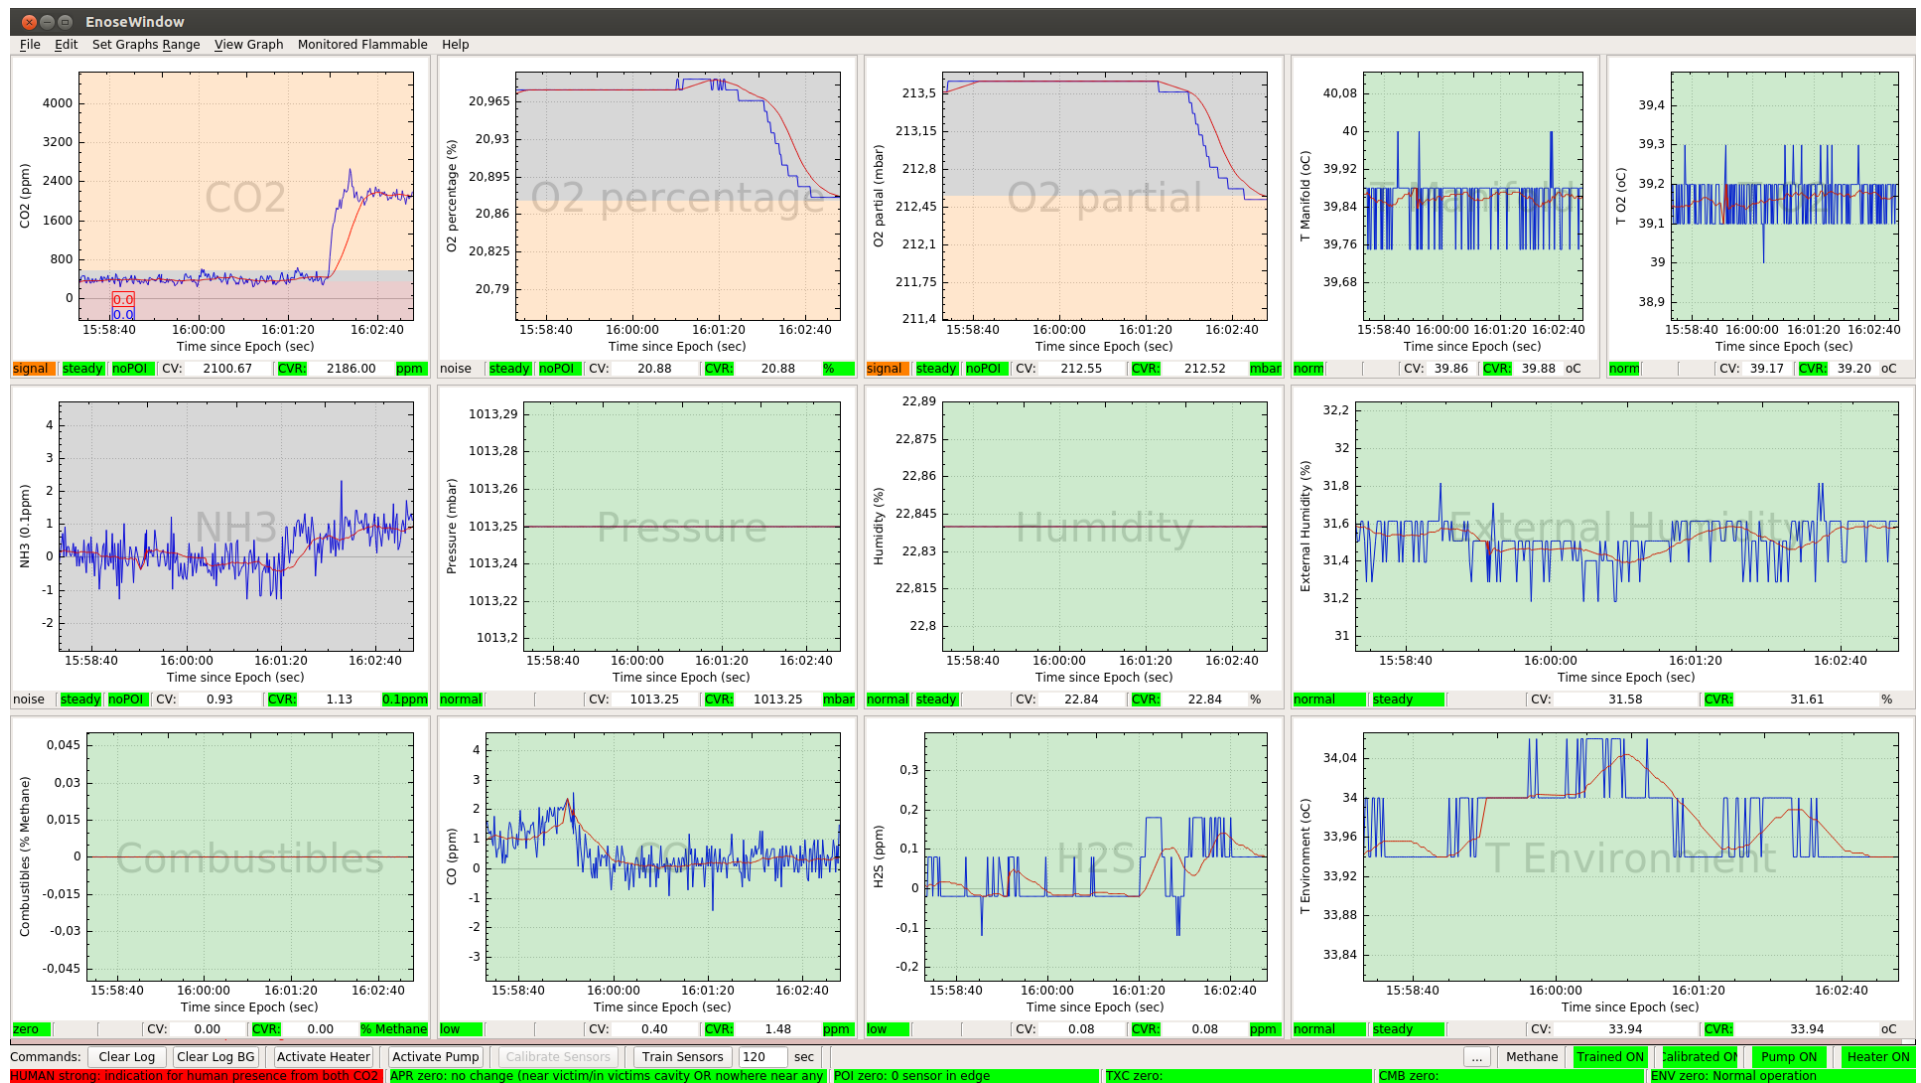 EnoseWindow
File Edit Set Graphs Range View Graph Monitored Flammable Help
CO2 (ppm)
4000
3200
2400
1600
800
0
CO2
0.0
0.0
15:58:40 16:00:00 16:01:20 16:02:40
Time since Epoch (sec)
signal steady noPOI CV: 2100.67 CVR: 2186.00 ppm
O2 percentage (%)
20,965
20,93
20,895
20,86
20,825
20,79
O2 percentage
15:58:40 16:00:00 16:01:20 16:02:40
Time since Epoch (sec)
noise steady noPOI CV: 20.88 CVR: 20.88 %
O2 partial (mbar)
213,5
213,15
212,8
212,45
212,1
211,75
211,4
O2 partial
15:58:40 16:00:00 16:01:20 16:02:40
Time since Epoch (sec)
signal steady noPOI CV: 212.55 CVR: 212.52 mbar
T Manifold (oC)
40,08
40
39,92
39,84
39,76
39,68
T Manifold
15:58:40 16:00:00 16:01:20 16:02:40
Time since Epoch (sec)
norm CV: 39.86 CVR: 39.88 oC
T O2 (oC)
39,4
39,3
39,2
39,1
39
38,9
T O2
15:58:40 16:00:00 16:01:20 16:02:40
Time since Epoch (sec)
norm CV: 39.17 CVR: 39.20 oC
NH3 (0.1ppm)
4
3
2
1
0
-1
-2
NH3
15:58:40 16:00:00 16:01:20 16:02:40
Time since Epoch (sec)
noise steady noPOI CV: 0.93 CVR: 1.13 0.1ppm
Pressure (mbar)
1013,29
1013,28
1013,26
1013,25
1013,24
1013,22
1013,2
Pressure
15:58:40 16:00:00 16:01:20 16:02:40
Time since Epoch (sec)
normal CV: 1013.25 CVR: 1013.25 mbar
Humidity (%)
22,89
22,875
22,86
22,845
22,83
22,815
22,8
Humidity
15:58:40 16:00:00 16:01:20 16:02:40
Time since Epoch (sec)
normal steady CV: 22.84 CVR: 22.84 %
External Humidity (%)
32,2
32
31,8
31,6
31,4
31,2
31
External Humidity
15:58:40 16:00:00 16:01:20 16:02:40
Time since Epoch (sec)
normal steady CV: 31.58 CVR: 31.61 %
Combustibles (% Methane)
0,045
0,03
0,015
0
-0,015
-0,03
-0,045
Combustibles
15:58:40 16:00:00 16:01:20 16:02:40
Time since Epoch (sec)
zero CV: 0.00 CVR: 0.00 % Methane
CO (ppm)
4
3
2
1
0
-1
-2
-3
CO
15:58:40 16:00:00 16:01:20 16:02:40
Time since Epoch (sec)
low CV: 0.40 CVR: 1.48 ppm
H2S (ppm)
0,3
0,2
0,1
0
-0,1
-0,2
H2S
15:58:40 16:00:00 16:01:20 16:02:40
Time since Epoch (sec)
low CV: 0.08 CVR: 0.08 ppm
T Environment (oC)
34,04
34
33,96
33,92
33,88
33,84
T Environment
15:58:40 16:00:00 16:01:20 16:02:40
Time since Epoch (sec)
normal steady CV: 33.94 CVR: 33.94 oC
Commands: Clear Log Clear Log BG Activate Heater Activate Pump Calibrate Sensors Train Sensors 120 sec ... Methane Trained ON Calibrated ON Pump ON Heater ON
HUMAN strong: indication for human presence from both CO2 APR zero: no change (near victim/in victims cavity OR nowhere near any POI zero: 0 sensor in edge TXC zero: CMB zero: ENV zero: Normal operation